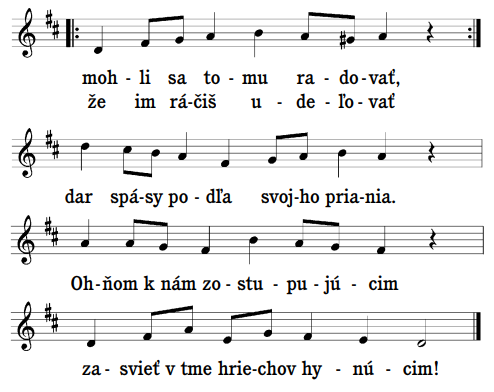 moh - li sa to - mu ra - do - vať,
že im rá - čiš u - de - ľo - vať
dar spá - sy po - dľa svoj - ho pria - nia.
Oh - ňom k nám zo - stu - pu - jú - cim
za - svieť v tme hrie - chov hy - nú - cim!